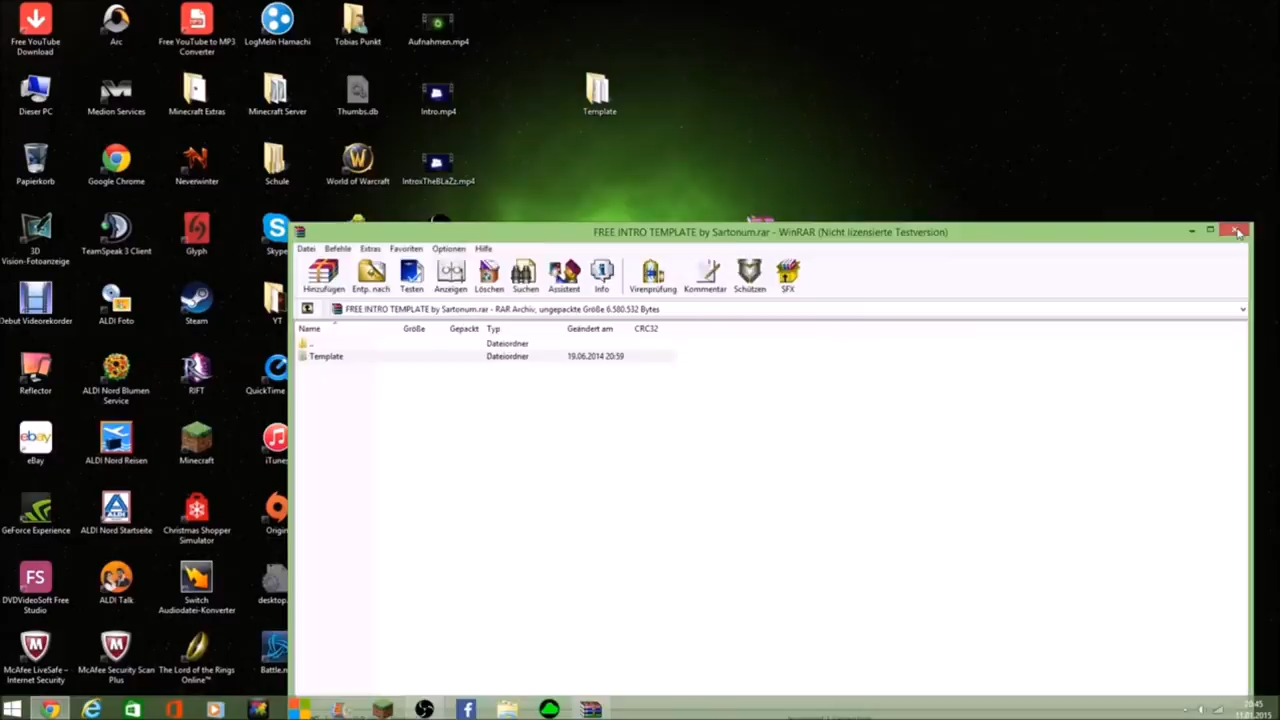 Free YouTube Download
Arc
Free YouTube to MP3 Converter
LogMeIn Hamachi
Tobias Punkt
Aufnahmen.mp4
Dieser PC
Medion Services
Minecraft Extras
Minecraft Server
Thumbs.db
Intro.mp4
Template
Papierkorb
Google Chrome
Neverwinter
Schule
World of Warcraft
IntroxTheBLaZz.mp4
3D Vision-Fotoanzeige
TeamSpeak 3 Client
Glyph
Skype
FREE INTRO TEMPLATE by Sartonum.rar - WinRAR (Nicht lizensierte Testversion)
Datei Befehle Extras Favoriten Optionen Hilfe
Hinzufügen Entp. nach Testen Anzeigen Löschen Suchen Assistent Info Virenprüfung Kommentar Schützen SFX
FREE INTRO TEMPLATE by Sartonum.rar - RAR Archiv, ungepackte Größe 6.580.532 Bytes
Name Größe Gepackt Typ Geändert am CRC32
.. Dateiordner
Template Dateiordner 19.06.2014 20:59
Debut Videorekorder
ALDI Foto
Steam
YT
Reflector
ALDI Nord Blumen Service
RIFT
QuickTime
ebay
eBay
ALDI Nord Reisen
Minecraft
iTunes
GeForce Experience
ALDI
ALDI Nord Startseite
Christmas Shopper Simulator
Origin
FS
DVDVideoSoft Free Studio
ALDI Talk
Switch Audiodatei-Konverter
desktop.
McAfee LiveSafe – Internet Security
McAfee Security Scan Plus
The Lord of the Rings Online™
Battle.n
20:45
11.01.2015